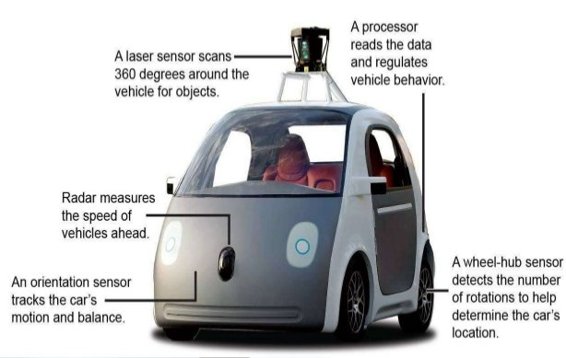 A processor
reads the data
and regulates
vehicle behavior.
A laser sensor scans
360 degrees around the
vehicle for objects.
Radar measures
the speed of
vehicles ahead.
An orientation sensor
tracks the car's
motion and balance.
A wheel-hub sensor
detects the number
of rotations to help
determine the car's
location.